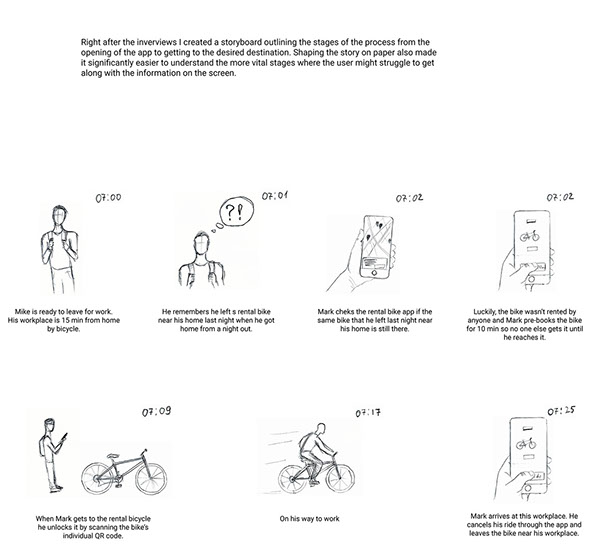 Right after the inverviews I created a storyboard outlining the stages of the process from the
opening of the app to getting to the desired destination. Shaping the story on paper also made
it significantly easier to understand the more vital stages where the user might struggle to get
along with the information on the screen.
07:00
07:01
07:02
07:02
?!
Mike is ready to leave for work.
His workplace is 15 min from home
by bicycle.
He remembers he left s rental bike
near his home last night when he got
home from a night out.
Mark cheks the rental bike app if the
same bike that he left last night near
his home is still there.
Luckily, the bike wasn't rented by
anyone and Mark pre-books the bike
for 10 min so no one else gets it until
he reaches it.
07:09
07:17
07:25
When Mark gets to the rental bicycle
he unlocks it by scanning the bike's
individual QR code.
On his way to work
Mark arrives at this workplace. He
cancels his ride through the app and
leaves the bike near his workplace.